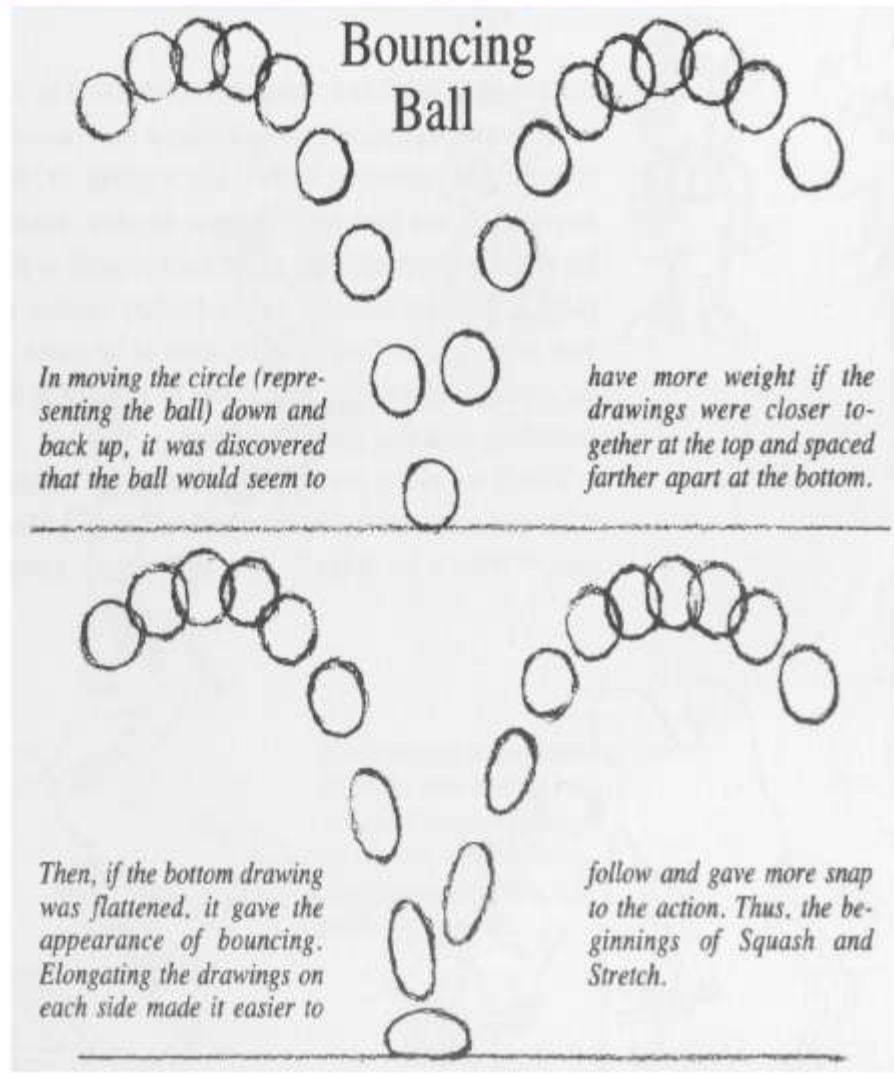 Bouncing
Ball
In moving the circle (repre-
senting the ball) down and
back up, it was discovered
that the ball would seem to
have more weight if the
drawings were closer to-
gether at the top and spaced
farther apart at the bottom.
Then, if the bottom drawing
was flattened, it gave the
appearance of bouncing.
Elongating the drawings on
each side made it easier to
follow and gave more snap
to the action. Thus, the be-
ginnings of Squash and
Stretch.